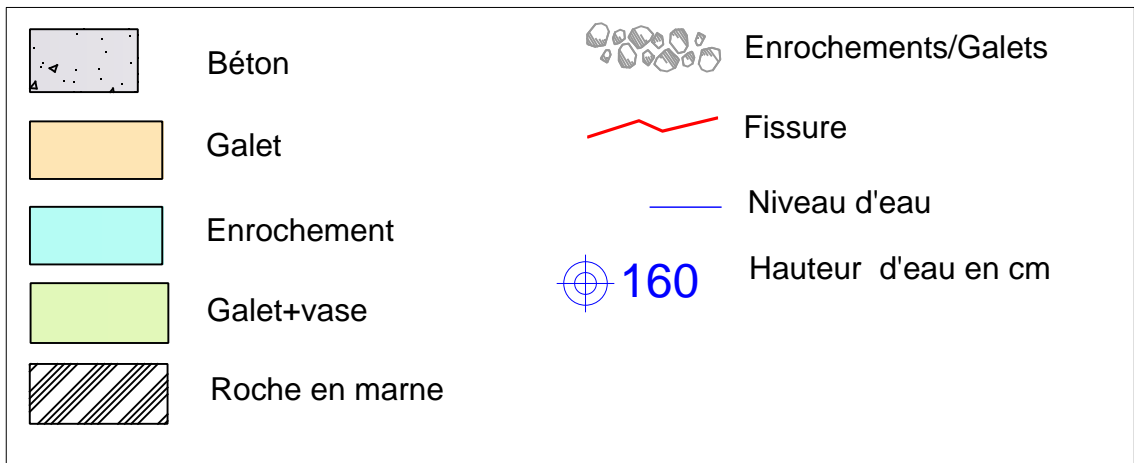 Béton
Galet
Enrochement
Galet+vase
Roche en marne
Enrochements/Galets
Fissure
Niveau d'eau
160 Hauteur d'eau en cm